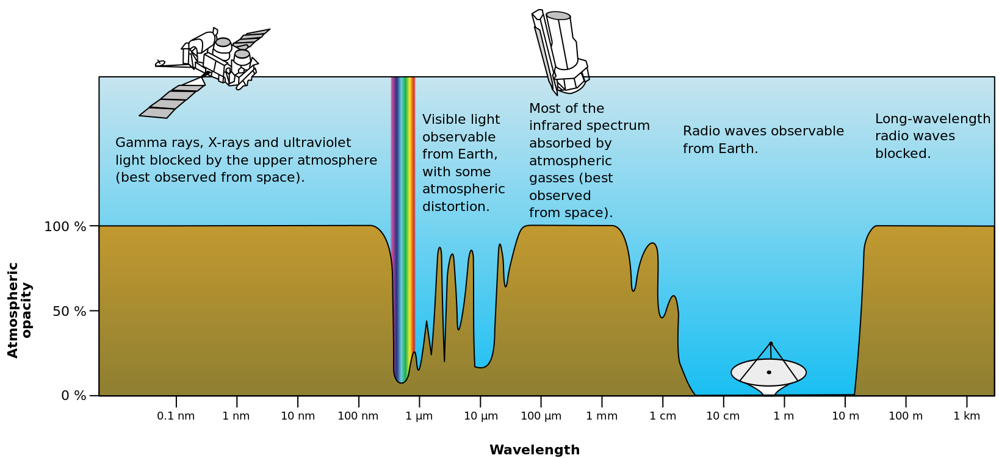 Gamma rays, X-rays and ultraviolet
light blocked by the upper atmosphere
(best observed from space).
Visible light
observable
from Earth,
with some
atmospheric
distortion.
Most of the
infrared spectrum
absorbed by
atmospheric
gasses (best
observed
from space).
Radio waves observable
from Earth.
Long-wavelength
radio waves
blocked.
Atmospheric
opacity
100 %
50 %
0 %
0.1 nm 1 nm 10 nm 100 nm 1 μm 10 μm 100 μm 1 mm 1 cm 10 cm 1 m 10 m 100 m 1 km
Wavelength